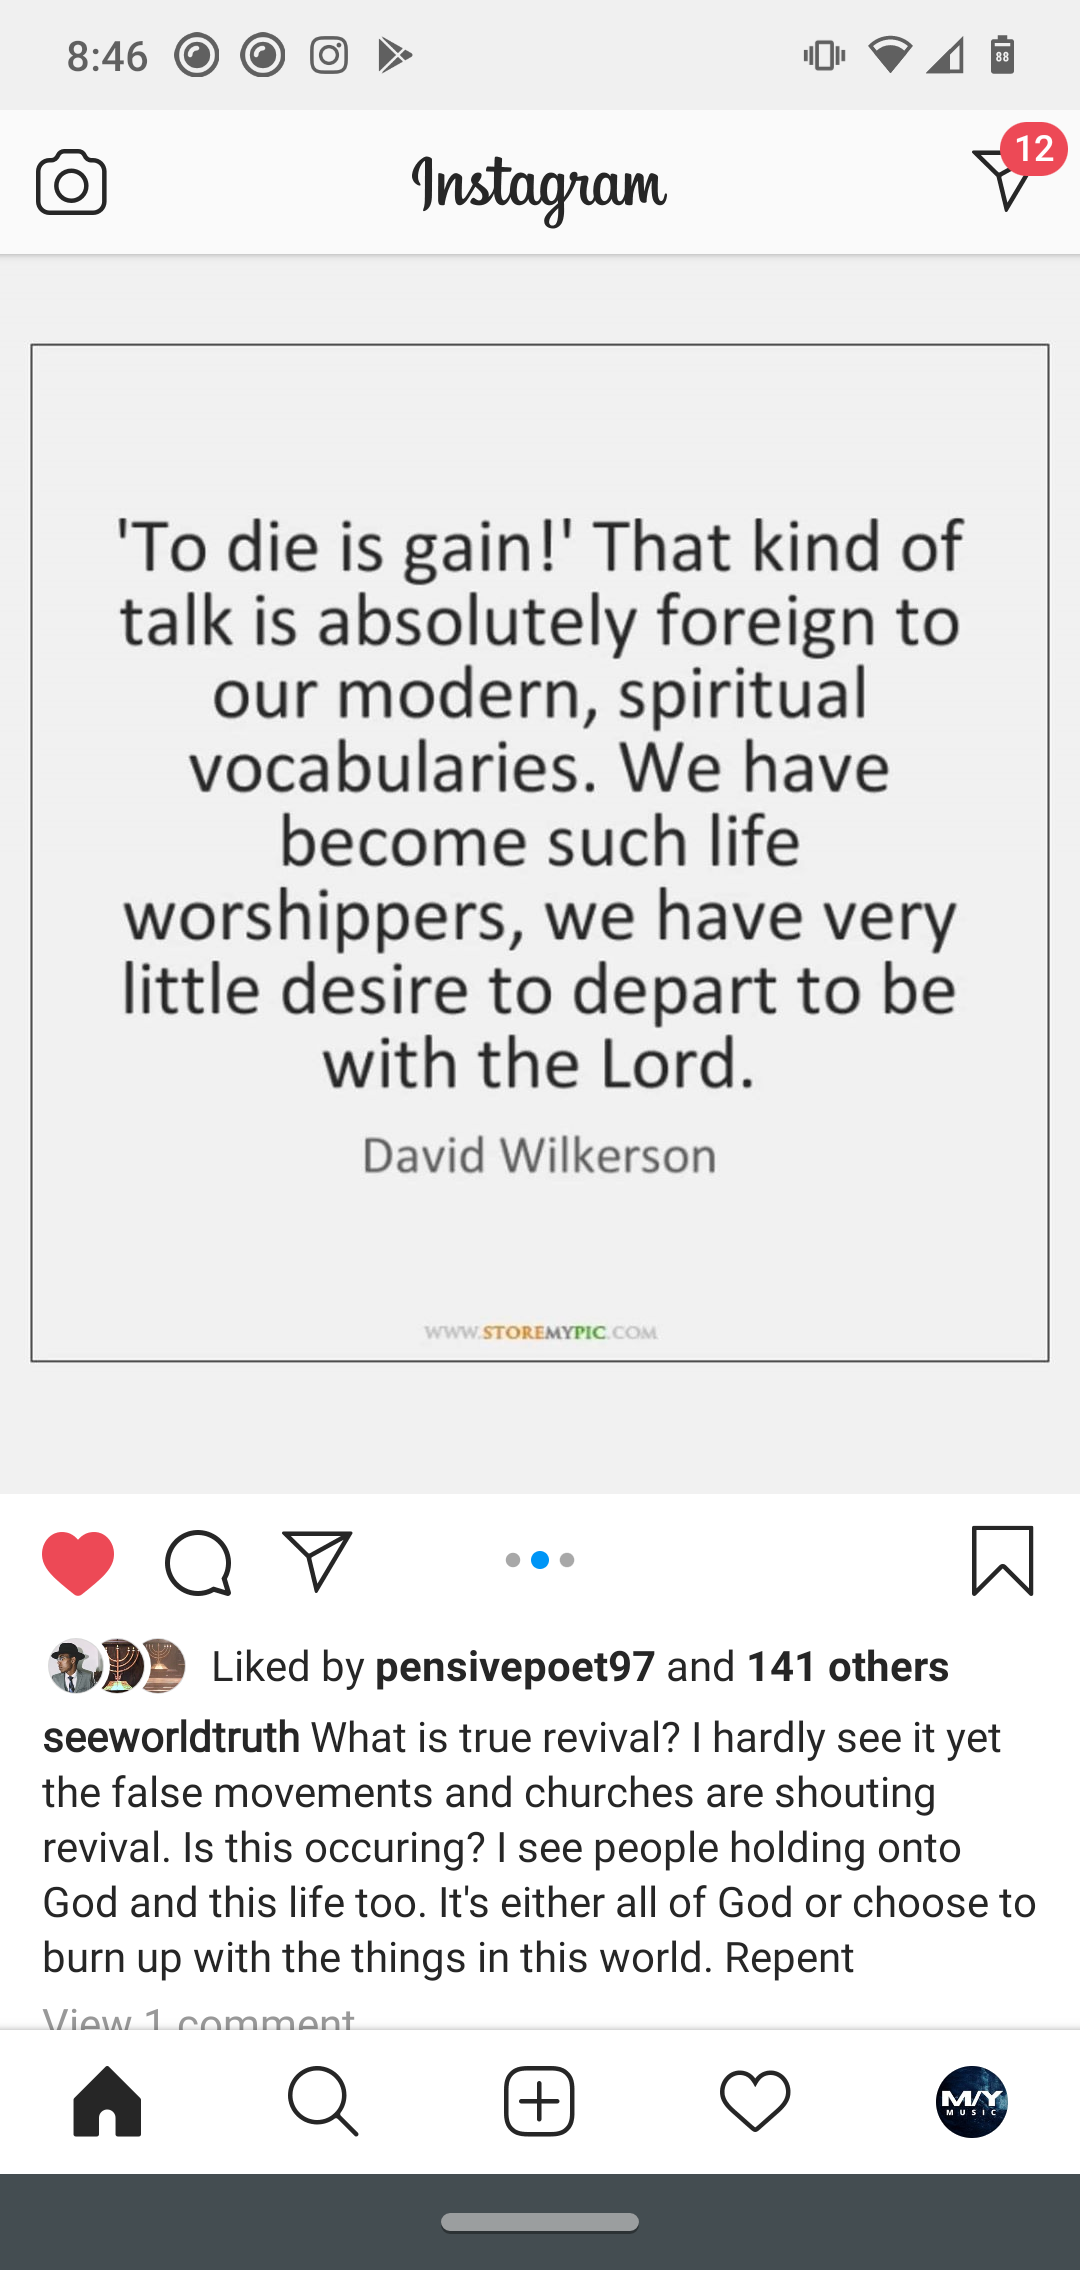 8:46
88
Instagram
12
'To die is gain!' That kind of
talk is absolutely foreign to
our modern, spiritual
vocabularies. We have
become such life
worshippers, we have very
little desire to depart to be
with the Lord.
David Wilkerson
WWW.STOREMYPIC.COM
Liked by pensivepoet97 and 141 others
seeworldtruth What is true revival? I hardly see it yet
the false movements and churches are shouting
revival. Is this occuring? I see people holding onto
God and this life too. It's either all of God or choose to
burn up with the things in this world. Repent
View 1 comment
M/Y
MUSIC